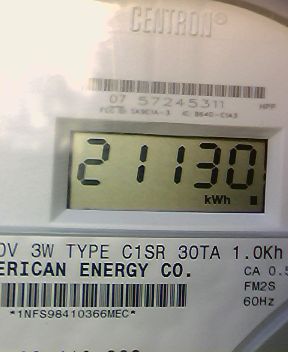 CENTRON®
07 57245311 HPP
21130
kWh
0V 3W TYPE C1SR 30TA 1.0Kh
ERICAN ENERGY CO.
CA 0.5
FM2S
60Hz
*1NFS98410366MEC*